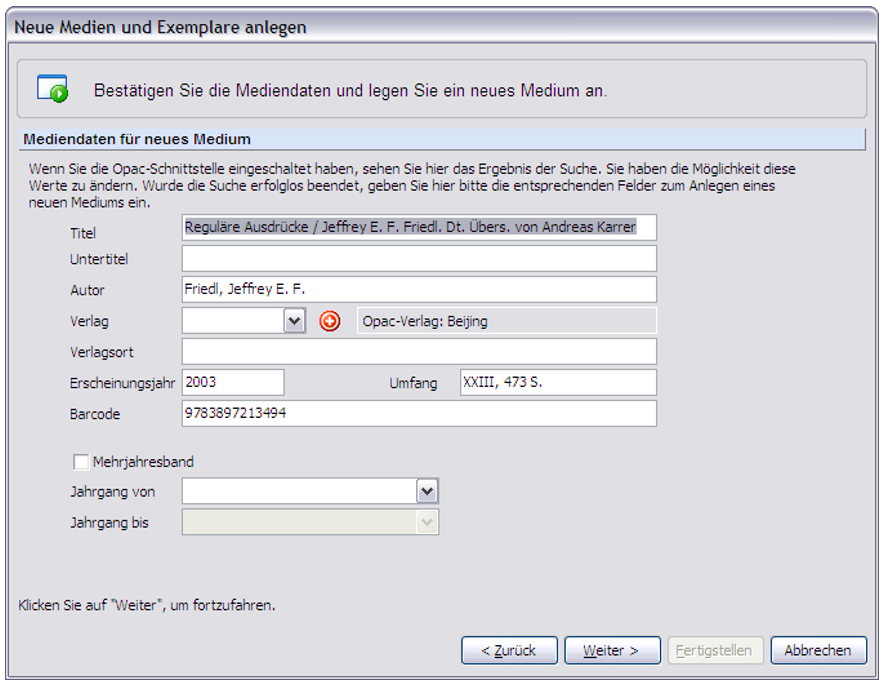 Neue Medien und Exemplare anlegen
Bestätigen Sie die Mediendaten und legen Sie ein neues Medium an.
Mediendaten für neues Medium
Wenn Sie die Opac-Schnittstelle eingeschaltet haben, sehen Sie hier das Ergebnis der Suche. Sie haben die Möglichkeit diese
Werte zu ändern. Wurde die Suche erfolglos beendet, geben Sie hier bitte die entsprechenden Felder zum Anlegen eines
neuen Mediums ein.
Titel Reguläre Ausdrücke / Jeffrey E. F. Friedl. Dt. Übers. von Andreas Karrer
Untertitel
Autor Friedl, Jeffrey E. F.
Verlag Opac-Verlag: Beijing
Verlagsort
Erscheinungsjahr 2003 Umfang XXIII, 473 S.
Barcode 9783897213494
Mehrjahresband
Jahrgang von
Jahrgang bis
Klicken Sie auf "Weiter", um fortzufahren.
< Zurück Weiter > Fertigstellen Abbrechen